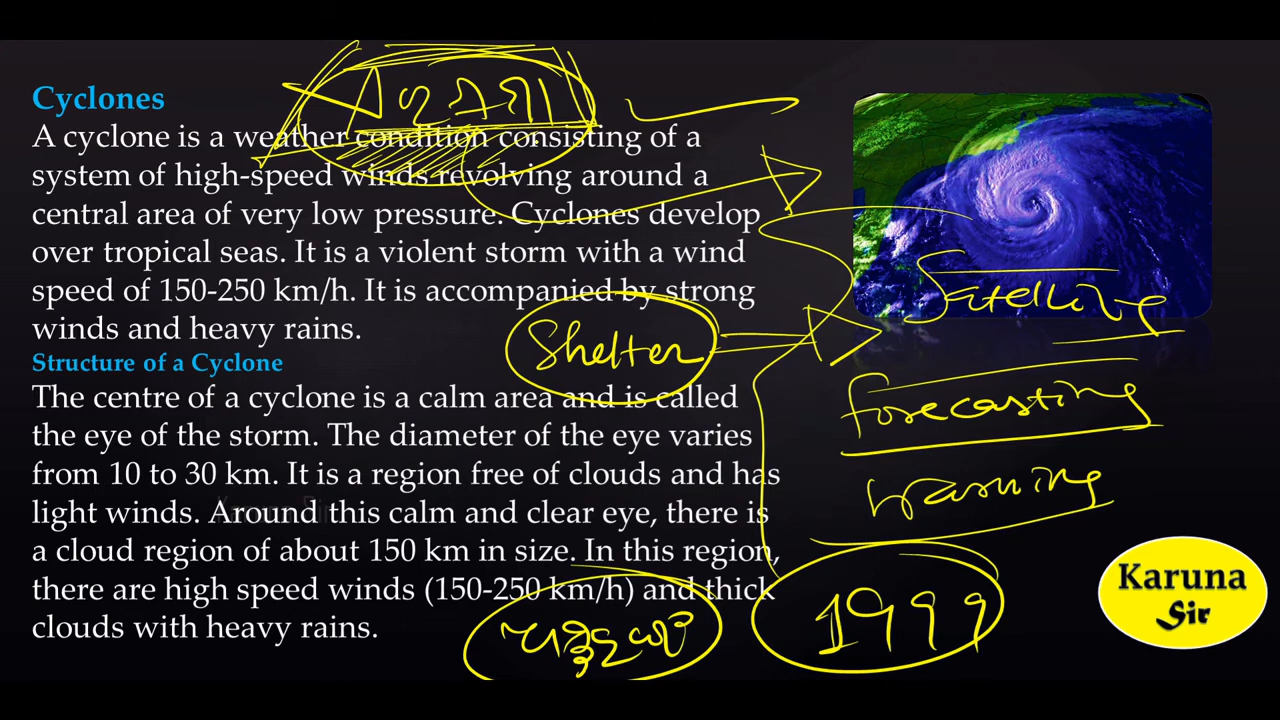 Cyclones
A cyclone is a weather condition consisting of a
system of high-speed winds revolving around a
central area of very low pressure. Cyclones develop
over tropical seas. It is a violent storm with a wind
speed of 150-250 km/h. It is accompanied by strong
winds and heavy rains.
Structure of a Cyclone
The centre of a cyclone is a calm area and is called
the eye of the storm. The diameter of the eye varies
from 10 to 30 km. It is a region free of clouds and has
light winds. Around this calm and clear eye, there is
a cloud region of about 150 km in size. In this region,
there are high speed winds (150-250 km/h) and thick
clouds with heavy rains.
Shelter
Satellite
forecasting
warning
1999
Karuna
Sir